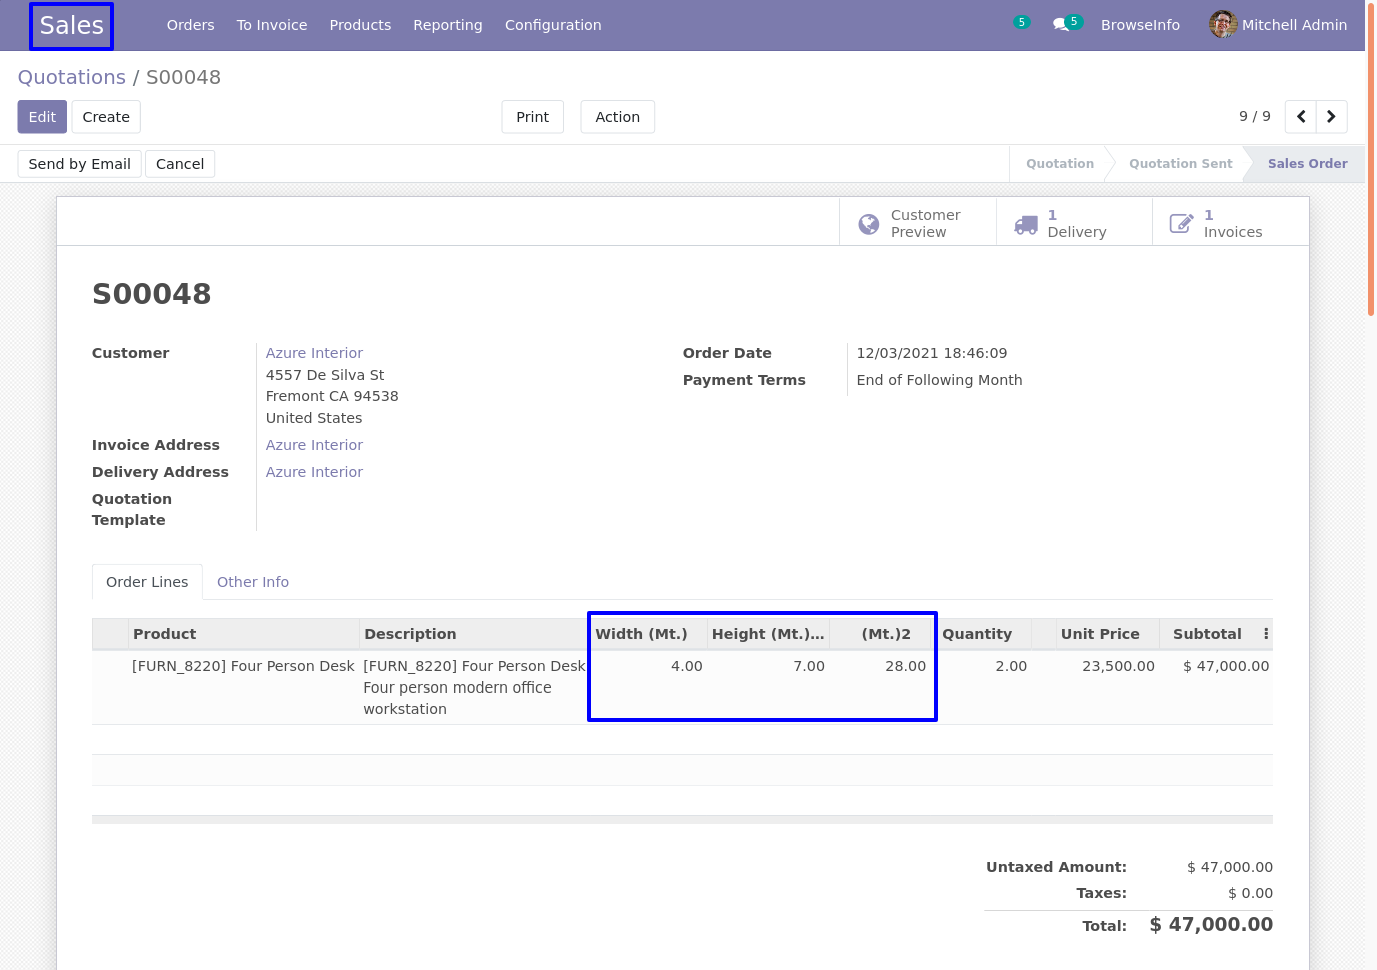 Sales Orders To Invoice Products Reporting Configuration 5 5 BrowseInfo Mitchell Admin
Quotations / S00048
Edit Create Print Action 9 / 9
Send by Email Cancel Quotation Quotation Sent Sales Order
Customer Preview 1 Delivery 1 Invoices
S00048
Customer Azure Interior Order Date 12/03/2021 18:46:09
4557 De Silva St Payment Terms End of Following Month
Fremont CA 94538
United States
Invoice Address Azure Interior
Delivery Address Azure Interior
Quotation
Template
Order Lines Other Info
Product Description Width (Mt.) Height (Mt.)... (Mt.)2 Quantity Unit Price Subtotal
[FURN_8220] Four Person Desk [FURN_8220] Four Person Desk 4.00 7.00 28.00 2.00 23,500.00 $ 47,000.00
Four person modern office
workstation
Untaxed Amount: $ 47,000.00
Taxes: $ 0.00
Total: $ 47,000.00